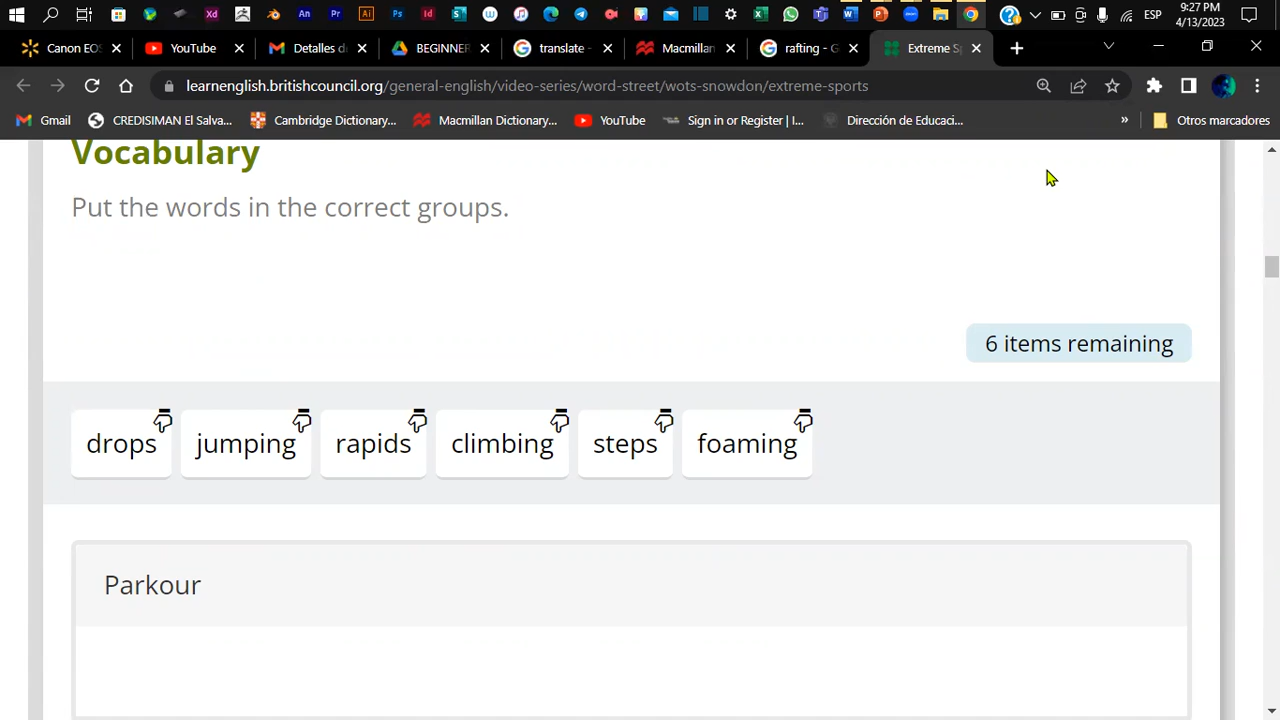 9:27 PM
ESP
4/13/2023
Canon EOS
YouTube
Detalles d
BEGINNER
translate -
Macmillan
rafting - G
Extreme S
learnenglish.britishcouncil.org/general-english/video-series/word-street/wots-snowdon/extreme-sports
Gmail
CREDISIMAN El Salva...
Cambridge Dictionary...
Macmillan Dictionary...
YouTube
Sign in or Register | I...
Dirección de Educaci...
»
Otros marcadores
Vocabulary
Put the words in the correct groups.
6 items remaining
drops
jumping
rapids
climbing
steps
foaming
Parkour